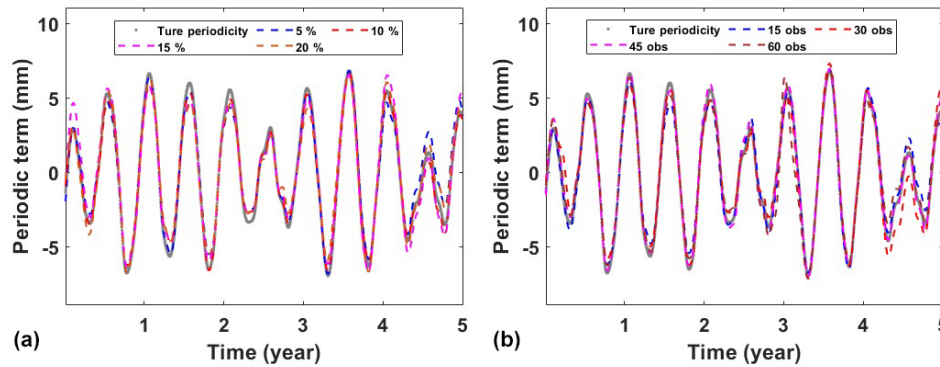 11
Ture periodicity 5 % 10 %
15 % 20 %
5
0
-5
Periodic term (mm)
1 2 3 4 5
Time (year)
(a)
10
Ture periodicity 15 obs 30 obs
45 obs 60 obs
5
0
-5
Periodic term (mm)
1 2 3 4
Time (year)
(b)